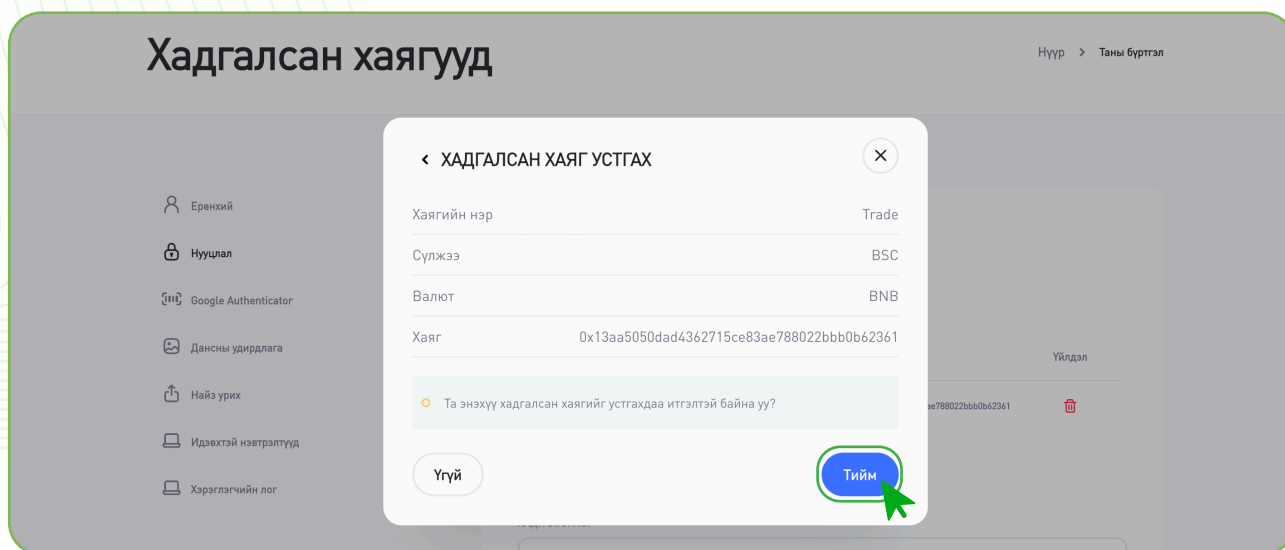 Хадгалсан хаягууд
Нүүр > Таны бүртгэл
ХАДГАЛСАН ХАЯГ УСТГАХ
Ерөнхий
Нууцлал
Google Authenticator
Дансны удирдлага
Найз урих
Идэвхтэй нэвтрэлтүүд
Хэрэглэгчийн лог
Хаягийн нэр Trade
Сүлжээ BSC
Валют BNB
Хаяг 0x13aa5050dad4362715ce83ae788022bbb0b62361
Та энэхүү хадгалсан хаягийг устгахдаа итгэлтэй байна уу?
Үгүй Тийм
Үйлдэл
ae788022bbb0b62361